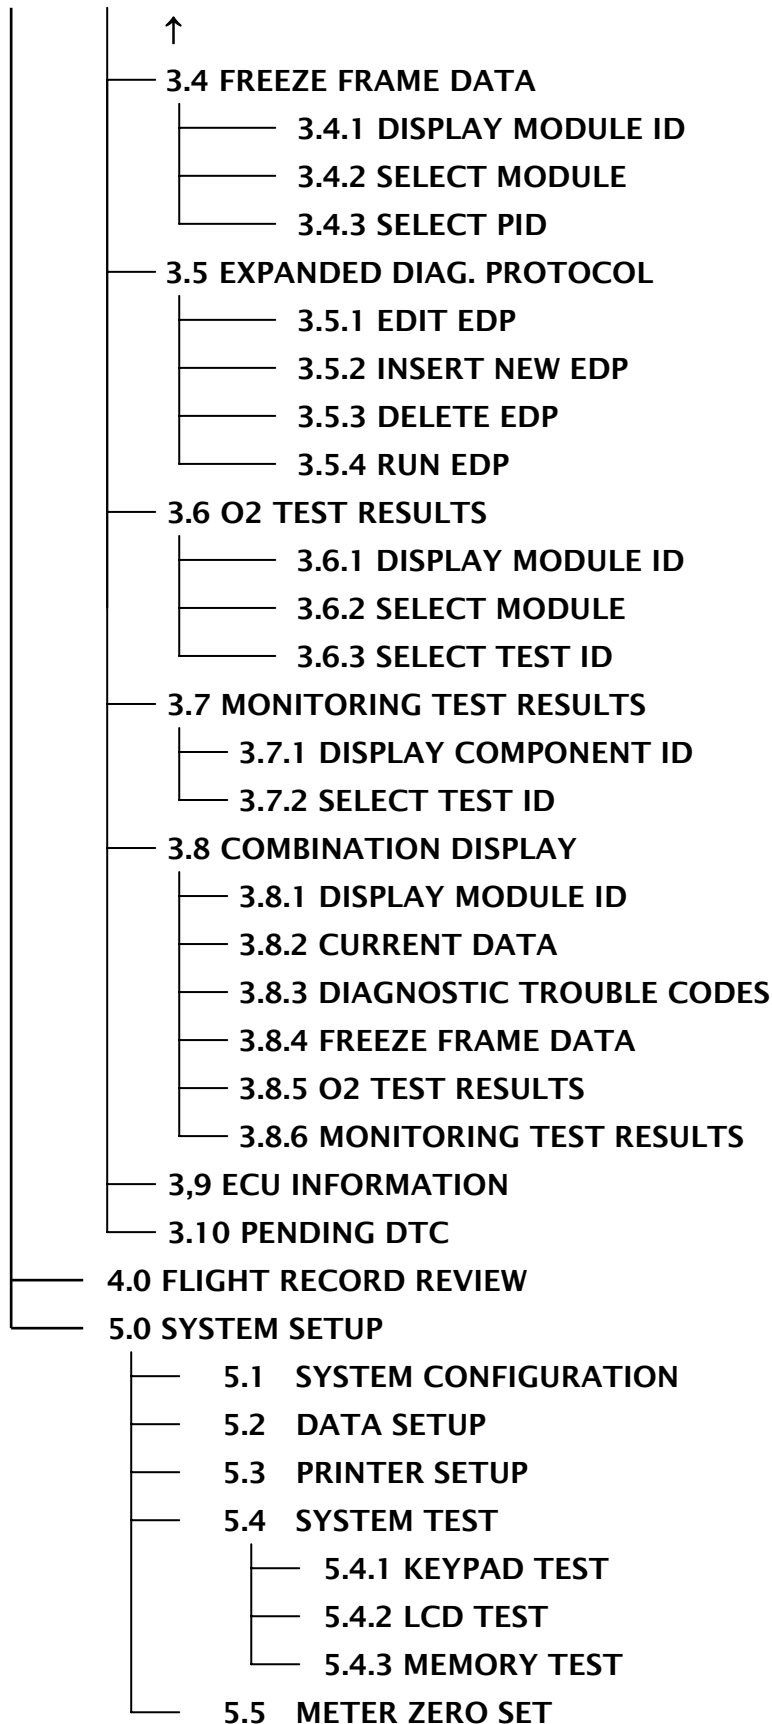 ↑
3.4 FREEZE FRAME DATA
3.4.1 DISPLAY MODULE ID
3.4.2 SELECT MODULE
3.4.3 SELECT PID
3.5 EXPANDED DIAG. PROTOCOL
3.5.1 EDIT EDP
3.5.2 INSERT NEW EDP
3.5.3 DELETE EDP
3.5.4 RUN EDP
3.6 O2 TEST RESULTS
3.6.1 DISPLAY MODULE ID
3.6.2 SELECT MODULE
3.6.3 SELECT TEST ID
3.7 MONITORING TEST RESULTS
3.7.1 DISPLAY COMPONENT ID
3.7.2 SELECT TEST ID
3.8 COMBINATION DISPLAY
3.8.1 DISPLAY MODULE ID
3.8.2 CURRENT DATA
3.8.3 DIAGNOSTIC TROUBLE CODES
3.8.4 FREEZE FRAME DATA
3.8.5 O2 TEST RESULTS
3.8.6 MONITORING TEST RESULTS
3,9 ECU INFORMATION
3.10 PENDING DTC
4.0 FLIGHT RECORD REVIEW
5.0 SYSTEM SETUP
5.1 SYSTEM CONFIGURATION
5.2 DATA SETUP
5.3 PRINTER SETUP
5.4 SYSTEM TEST
5.4.1 KEYPAD TEST
5.4.2 LCD TEST
5.4.3 MEMORY TEST
5.5 METER ZERO SET